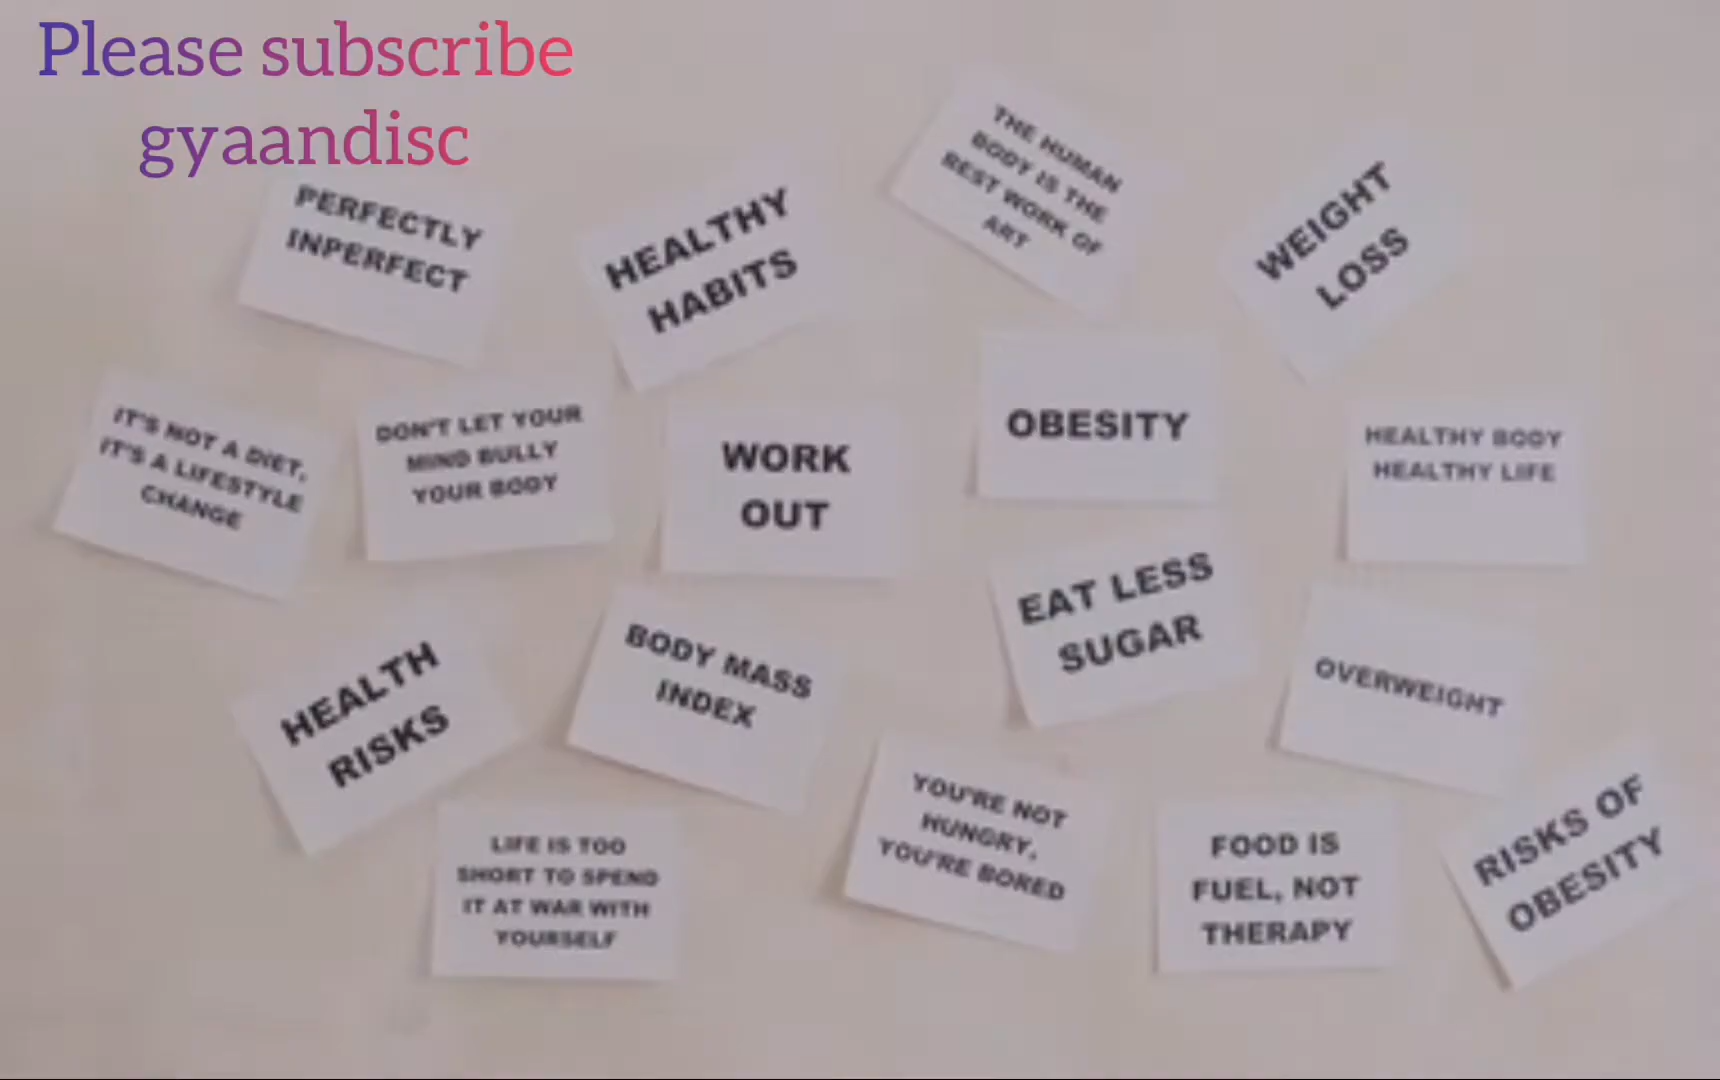 Please subscribe
gyaandisc
PERFECTLY
INPERFECT
HEALTHY
HABITS
THE HUMAN
BODY IS THE
REST WORK OF
ART
WEIGHT
LOSS
IT'S NOT A DIET,
IT'S A LIFESTYLE
CHANGE
DON'T LET YOUR
MIND BULLY
YOUR BODY
WORK
OUT
OBESITY
HEALTHY BODY
HEALTHY LIFE
HEALTH
RISKS
BODY MASS
INDEX
EAT LESS
SUGAR
OVERWEIGHT
LIFE IS TOO
SHORT TO SPEND
IT AT WAR WITH
YOURSELF
YOU'RE NOT
HUNGRY,
YOU'RE BORED
FOOD IS
FUEL, NOT
THERAPY
RISKS OF
OBESITY